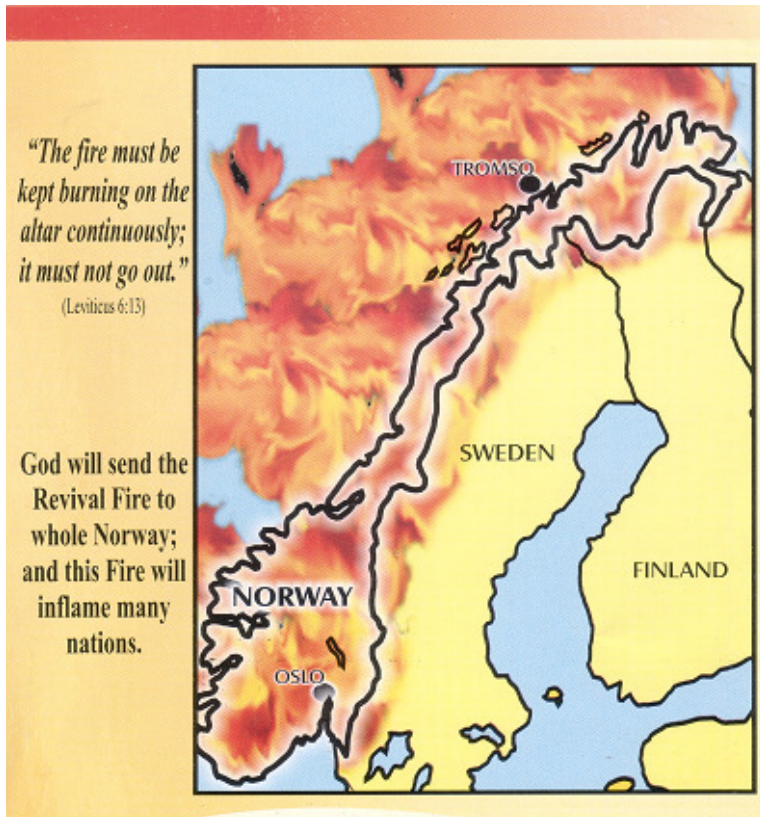 “The fire must be
kept burning on the
altar continuously;
it must not go out.”
(Leviticus 6:13)
God will send the
Revival Fire to
whole Norway;
and this Fire will
inflame many
nations.
TROMSO
SWEDEN
FINLAND
NORWAY
OSLO